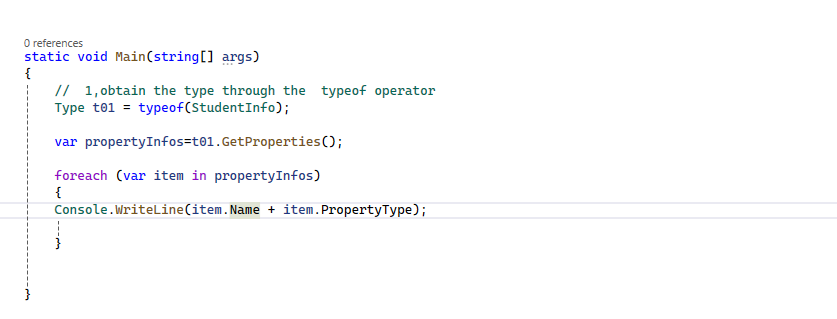 0 references
static void Main(string[] args)
{
//  1,obtain the type through the  typeof operator
Type t01 = typeof(StudentInfo);
var propertyInfos=t01.GetProperties();
foreach (var item in propertyInfos)
{
Console.WriteLine(item.Name + item.PropertyType);
}
}